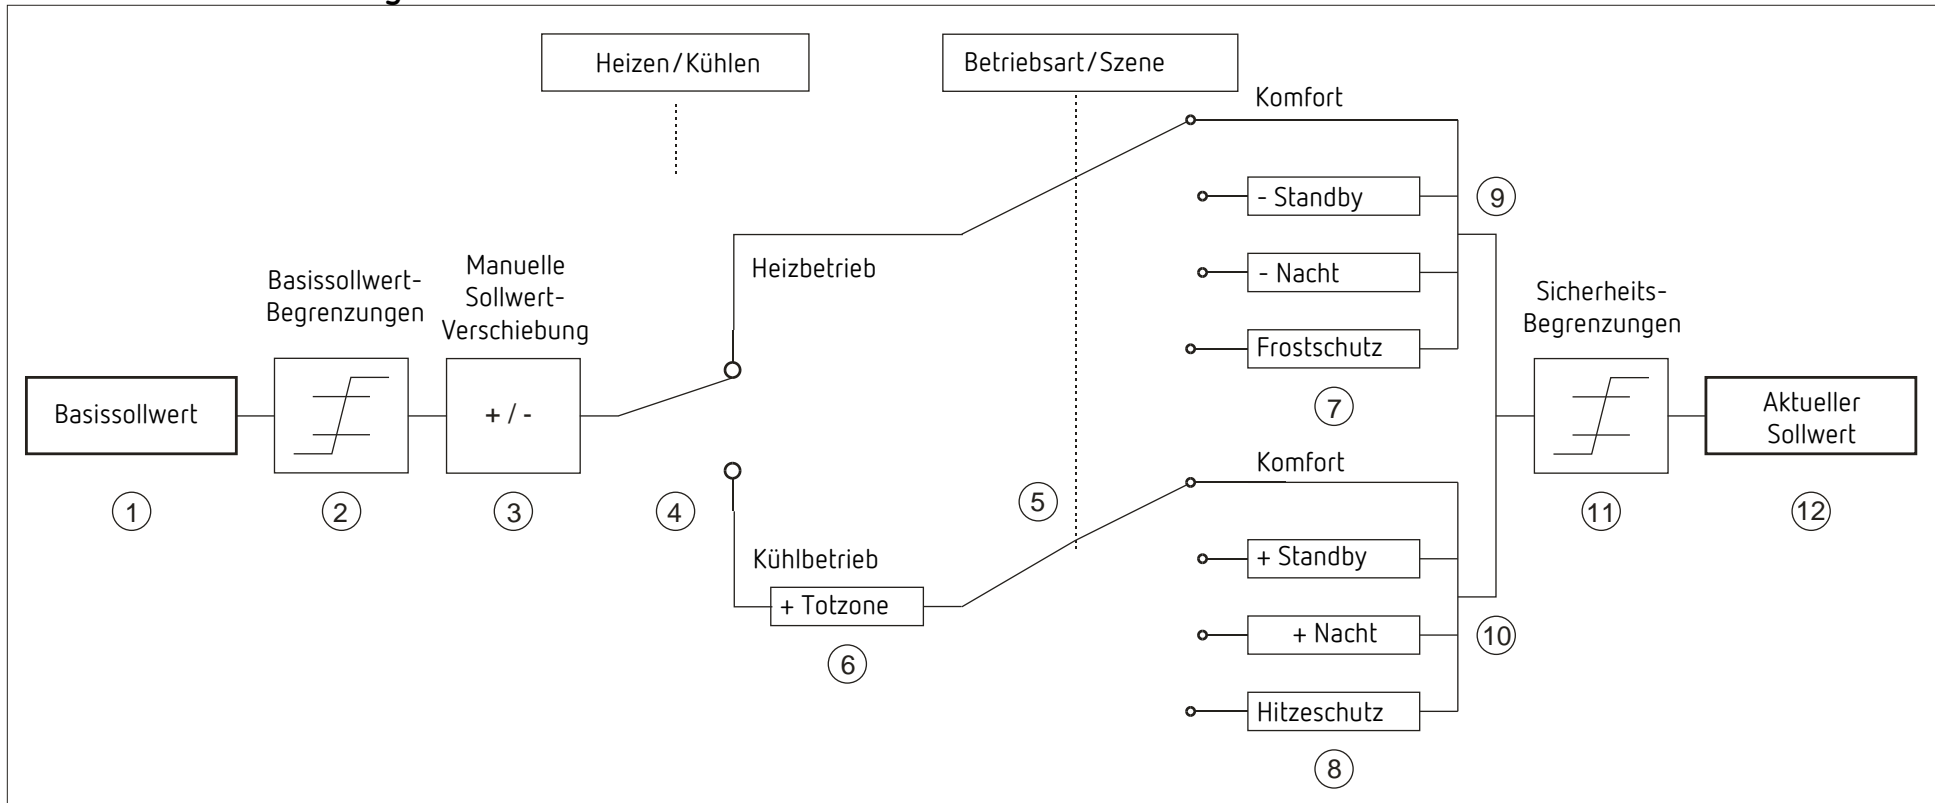 Heizen/Kühlen
Betriebsart/Szene
Komfort
- Standby
9
- Nacht
Frostschutz
7
Heizbetrieb
Basissollwert-
Begrenzungen
Manuelle
Sollwert-
Verschiebung
Sicherheits-
Begrenzungen
Basissollwert
+ / -
Aktueller
Sollwert
1
2
3
4
5
11
12
Komfort
Kühlbetrieb
+ Totzone
6
+ Standby
+ Nacht
10
Hitzeschutz
8